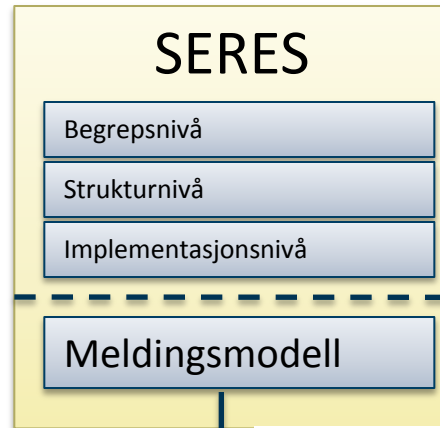 SERES
Begrepsnivå
Strukturnivå
Implementasjonsnivå
Meldingsmodell